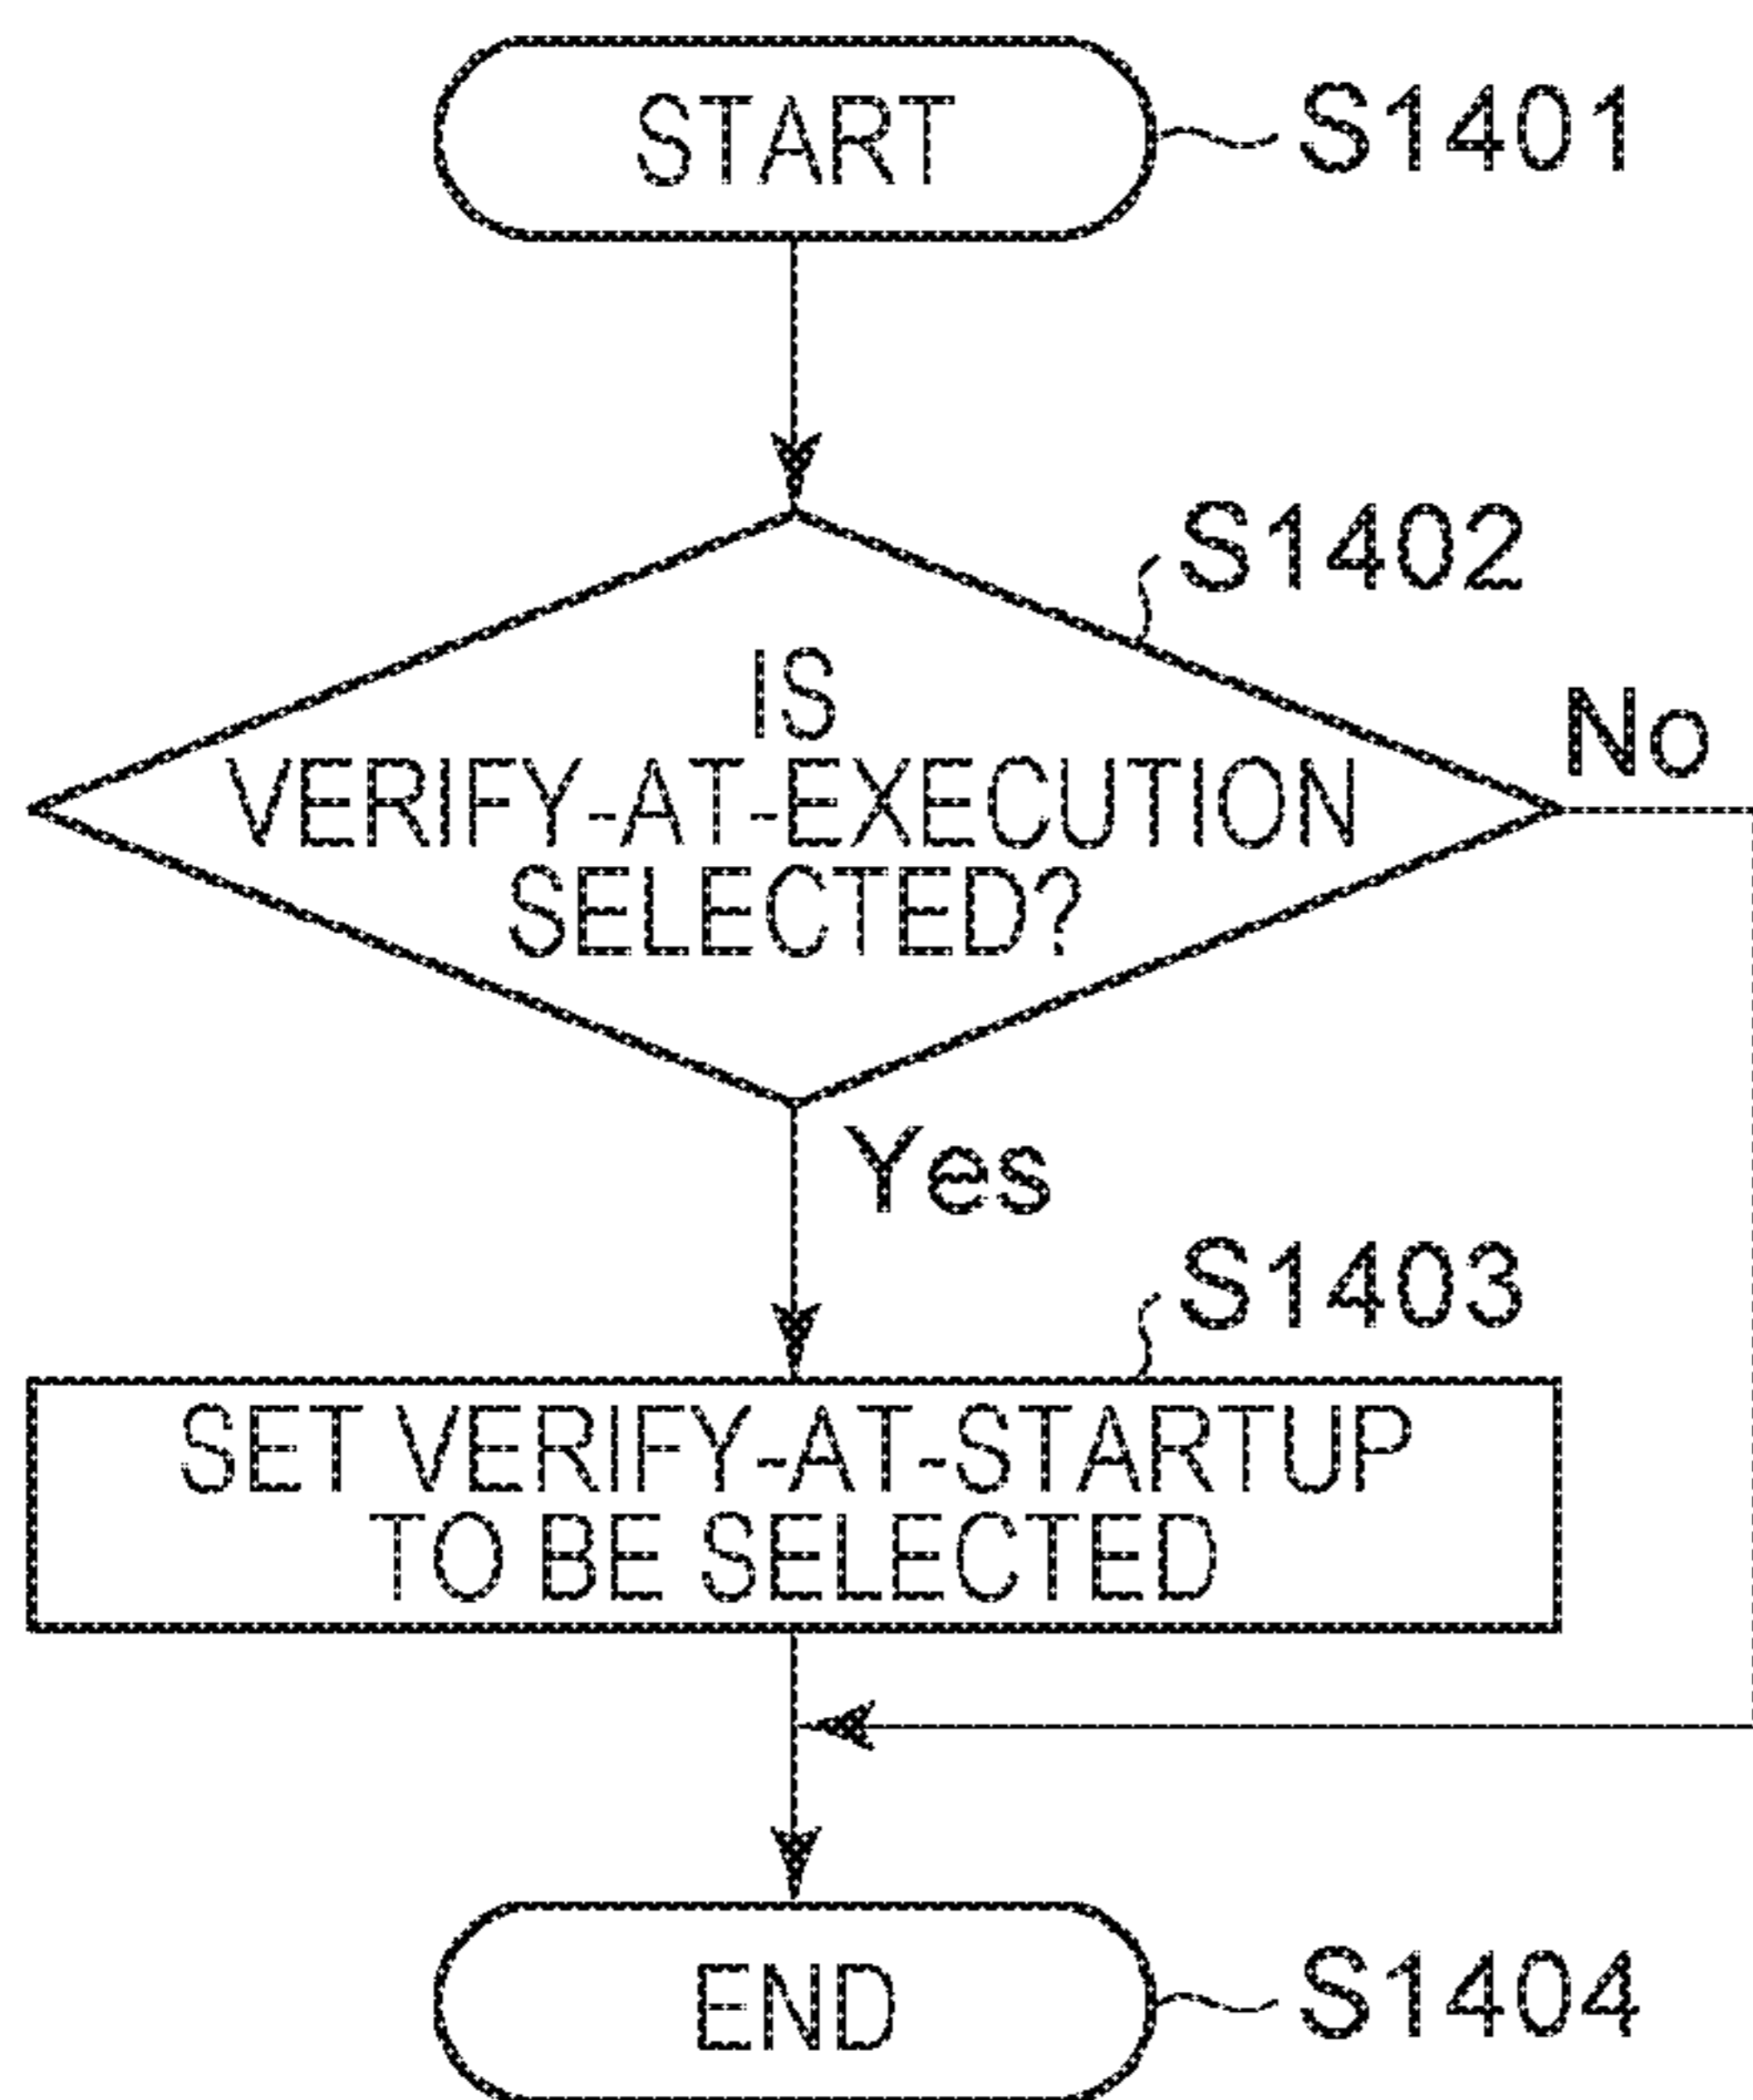 START
S1401
S1402
IS
VERIFY-AT-EXECUTION
SELECTED?
No
Yes
S1403
SET VERIFY-AT-STARTUP
TO BE SELECTED
END
S1404